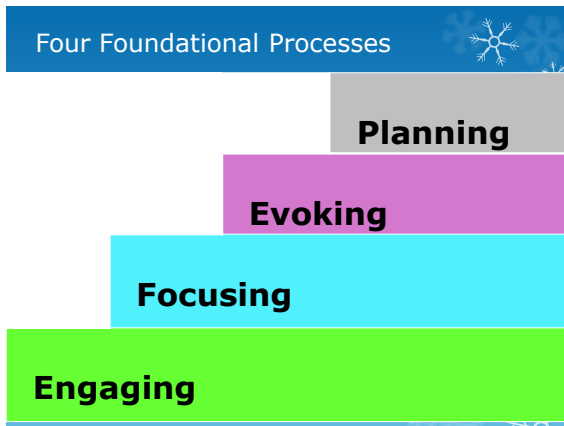 Four Foundational Processes
Planning
Evoking
Focusing
Engaging